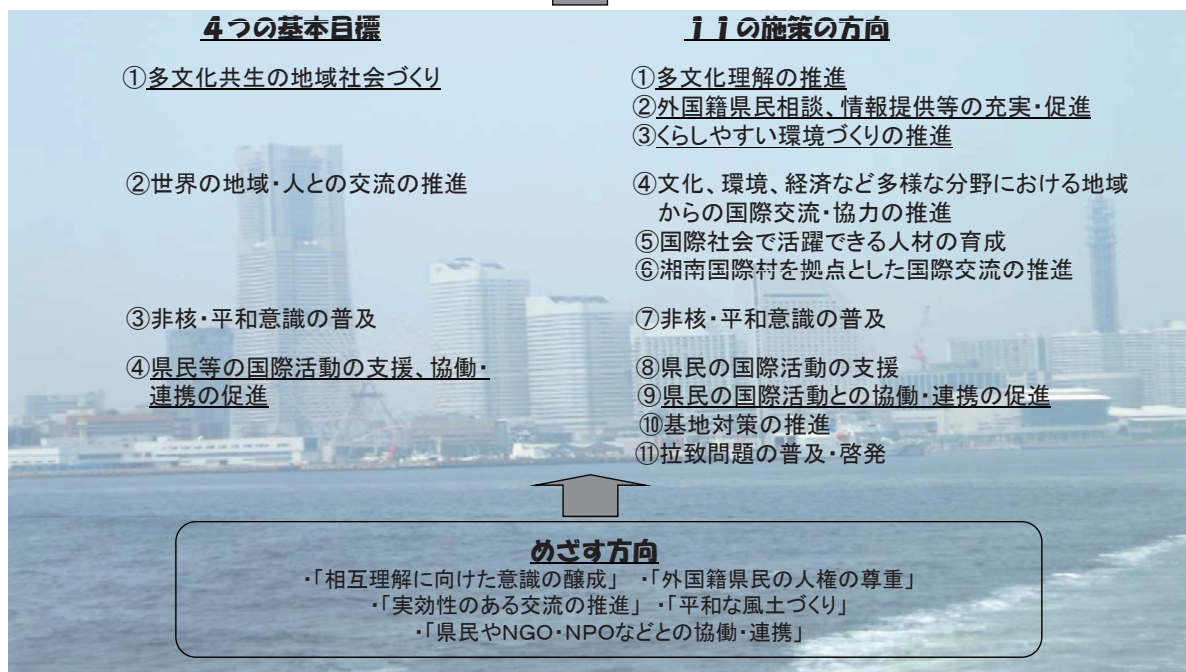 4つの基本目標
①多文化共生の地域社会づくり
②世界の地域・人との交流の推進
③非核・平和意識の普及
④県民等の国際活動の支援、協働・
連携の促進
11の施策の方向
①多文化理解の推進
②外国籍県民相談、情報提供等の充実・促進
③くらしやすい環境づくりの推進
④文化、環境、経済など多様な分野における地域
からの国際交流・協力の推進
⑤国際社会で活躍できる人材の育成
⑥湘南国際村を拠点とした国際交流の推進
⑦非核・平和意識の普及
⑧県民の国際活動の支援
⑨県民の国際活動との協働・連携の促進
⑩基地対策の推進
⑪拉致問題の普及・啓発
めざす方向
・「相互理解に向けた意識の醸成」 ・「外国籍県民の人権の尊重」
・「実効性のある交流の推進」 ・「平和な風土づくり」
・「県民やNGO・NPOなどとの協働・連携」